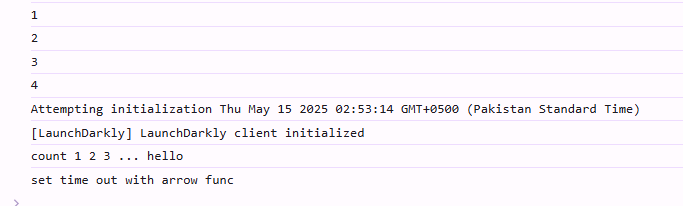 1
2
3
4
Attempting initialization Thu May 15 2025 02:53:14 GMT+0500 (Pakistan Standard Time)
[LaunchDarkly] LaunchDarkly client initialized
count 1 2 3 ... hello
set time out with arrow func